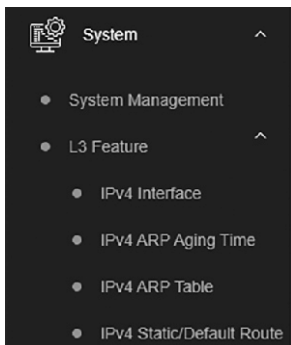 System
System Management
L3 Feature
IPv4 Interface
IPv4 ARP Aging Time
IPv4 ARP Table
IPv4 Static/Default Route